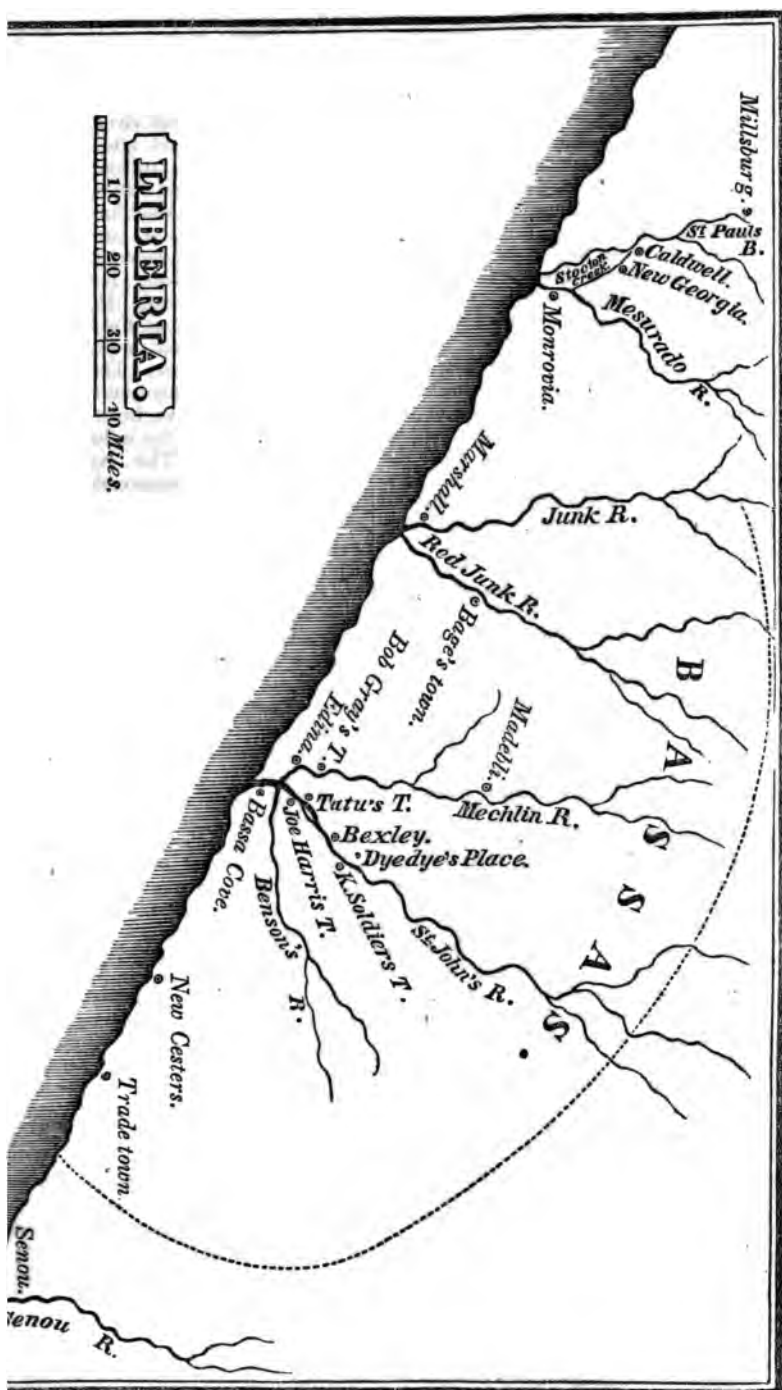 LIBERIA.
10 20 30 40 Miles.
Millsburg.
St Pauls
B.
Stocton
Creek.
Caldwell.
New Georgia.
Mesurado
R.
Monrovia.
Marshall.
Junk R.
Red Junk R.
Bage's town.
Bob Gray's T.
Edina.
Madebli.
Mechlin R.
BASSAS
Tatu's T.
Bexley.
Dyedye's Place.
Joe Harris T.
K. Soldiers T.
St. John's R.
Bassa Cove.
Benson's
R.
New Cesters.
Trade town
Senou.
Senou
R.